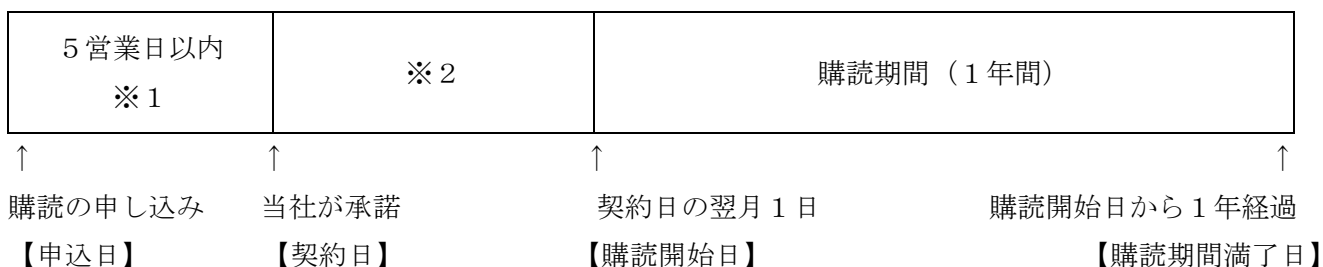 ５営業日以内
※１
※２
購読期間（１年間）
↑ ↑ ↑ ↑
購読の申し込み 当社が承諾 契約日の翌月１日 購読開始日から１年経過
【申込日】 【契約日】 【購読開始日】 【購読期間満了日】